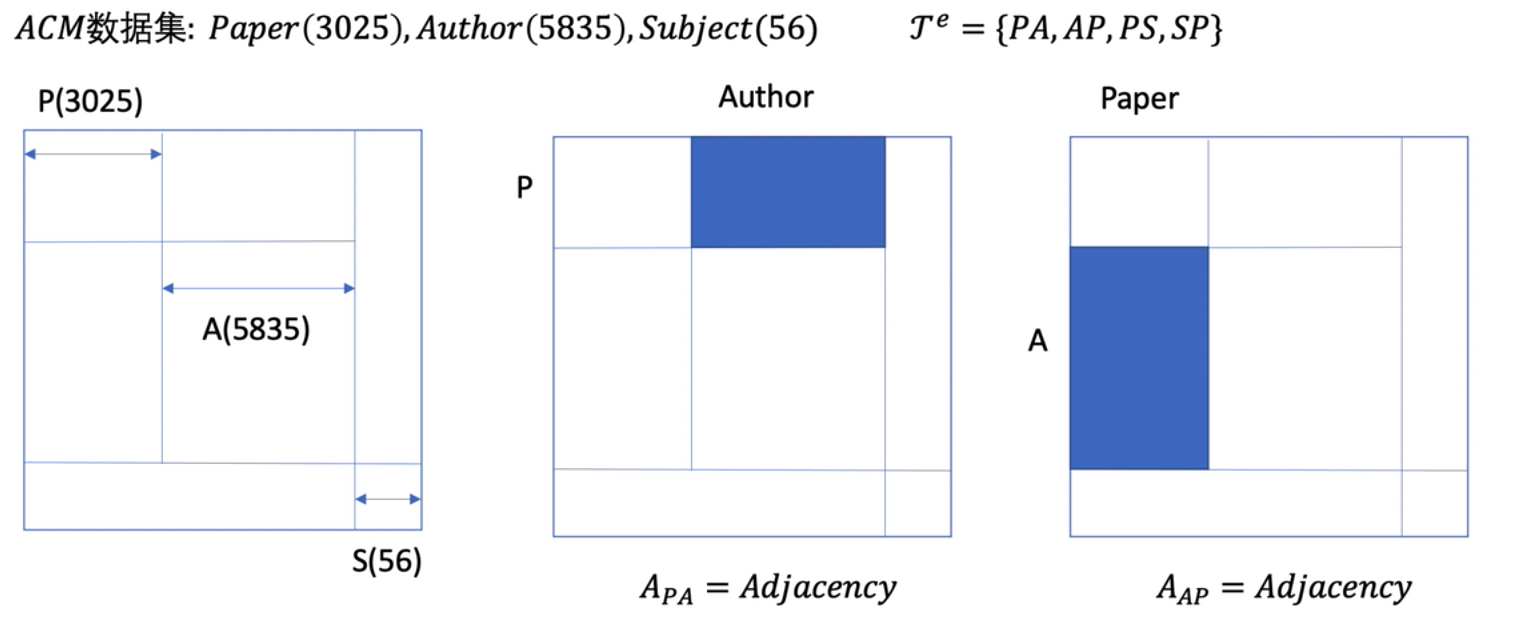 ACM数据集: Paper(3025), Author(5835), Subject(56) 𝒯ᵉ = {PA, AP, PS, SP}
P(3025)
Author
Paper
P
A(5835)
A
S(56)
A_PA = Adjacency
A_AP = Adjacency